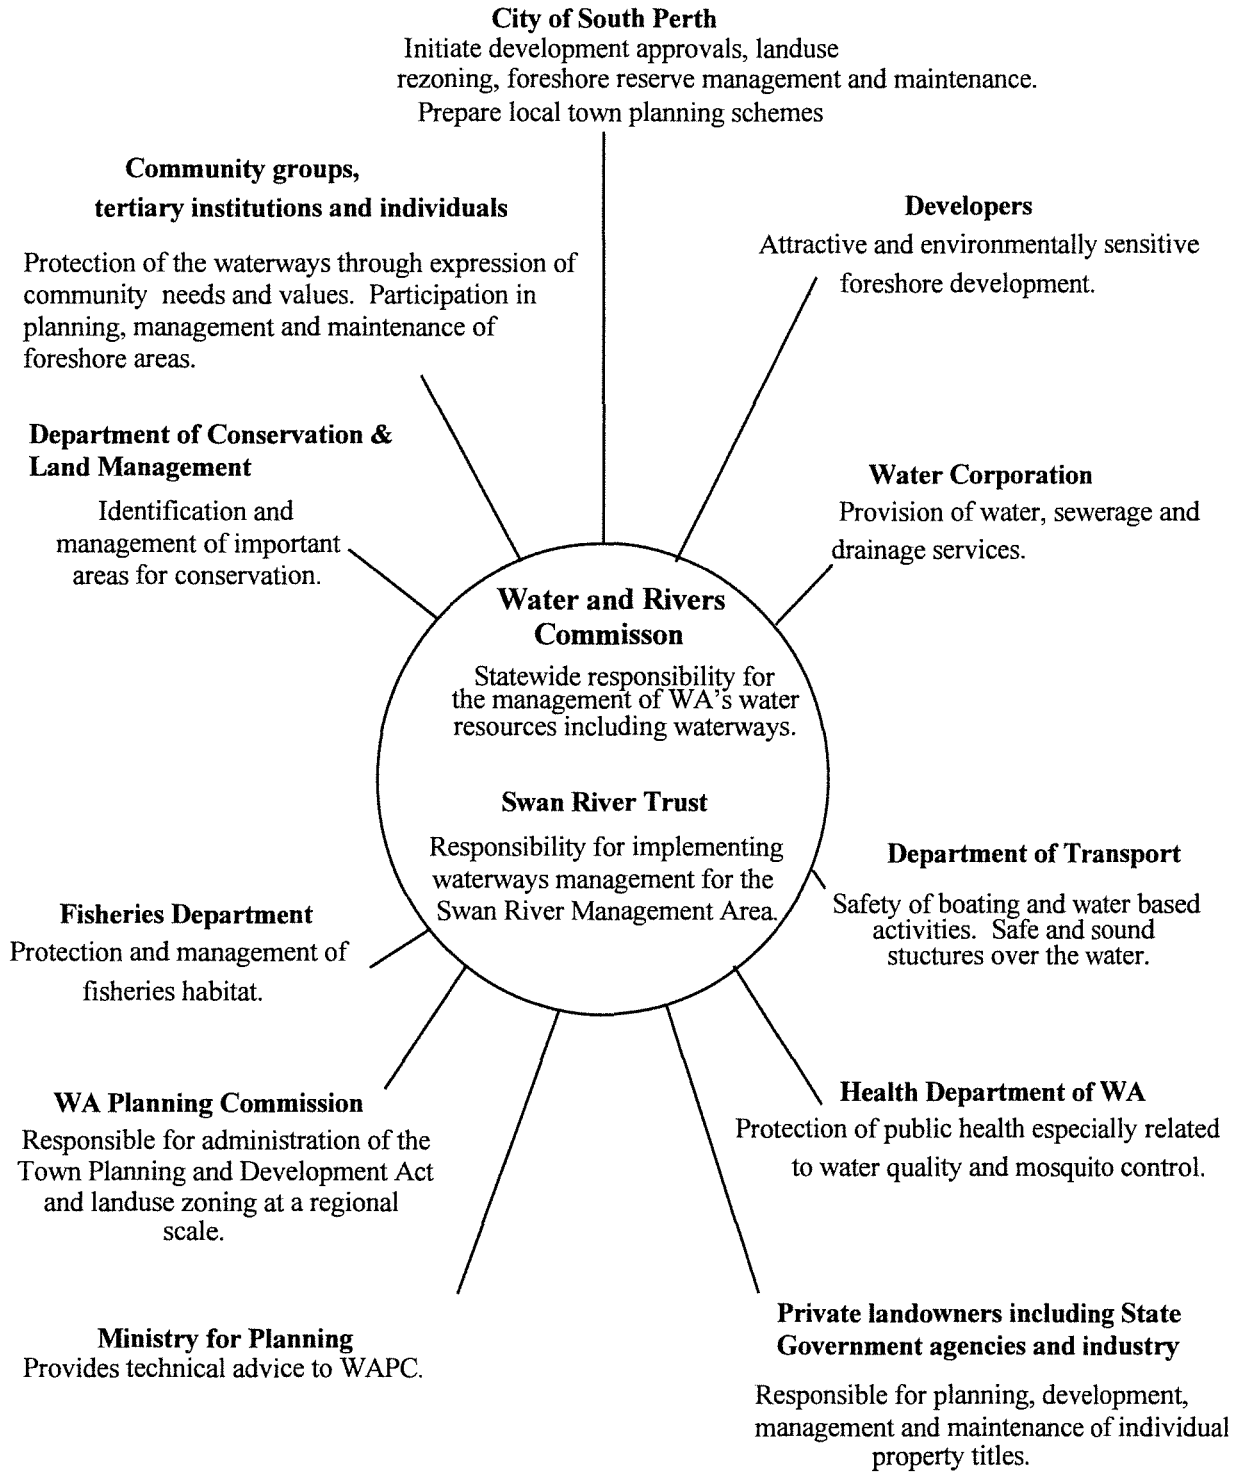 City of South Perth
Initiate development approvals, landuse
rezoning, foreshore reserve management and maintenance.
Prepare local town planning schemes
Community groups,
tertiary institutions and individuals
Protection of the waterways through expression of
community needs and values. Participation in
planning, management and maintenance of
foreshore areas.
Developers
Attractive and environmentally sensitive
foreshore development.
Department of Conservation &
Land Management
Identification and
management of important
areas for conservation.
Water Corporation
Provision of water, sewerage and
drainage services.
Water and Rivers
Commisson
Statewide responsibility for
the management of WA's water
resources including waterways.
Swan River Trust
Responsibility for implementing
waterways management for the
Swan River Management Area.
Department of Transport
Safety of boating and water based
activities. Safe and sound
stuctures over the water.
Fisheries Department
Protection and management of
fisheries habitat.
WA Planning Commission
Responsible for administration of the
Town Planning and Development Act
and landuse zoning at a regional
scale.
Health Department of WA
Protection of public health especially related
to water quality and mosquito control.
Ministry for Planning
Provides technical advice to WAPC.
Private landowners including State
Government agencies and industry
Responsible for planning, development,
management and maintenance of individual
property titles.